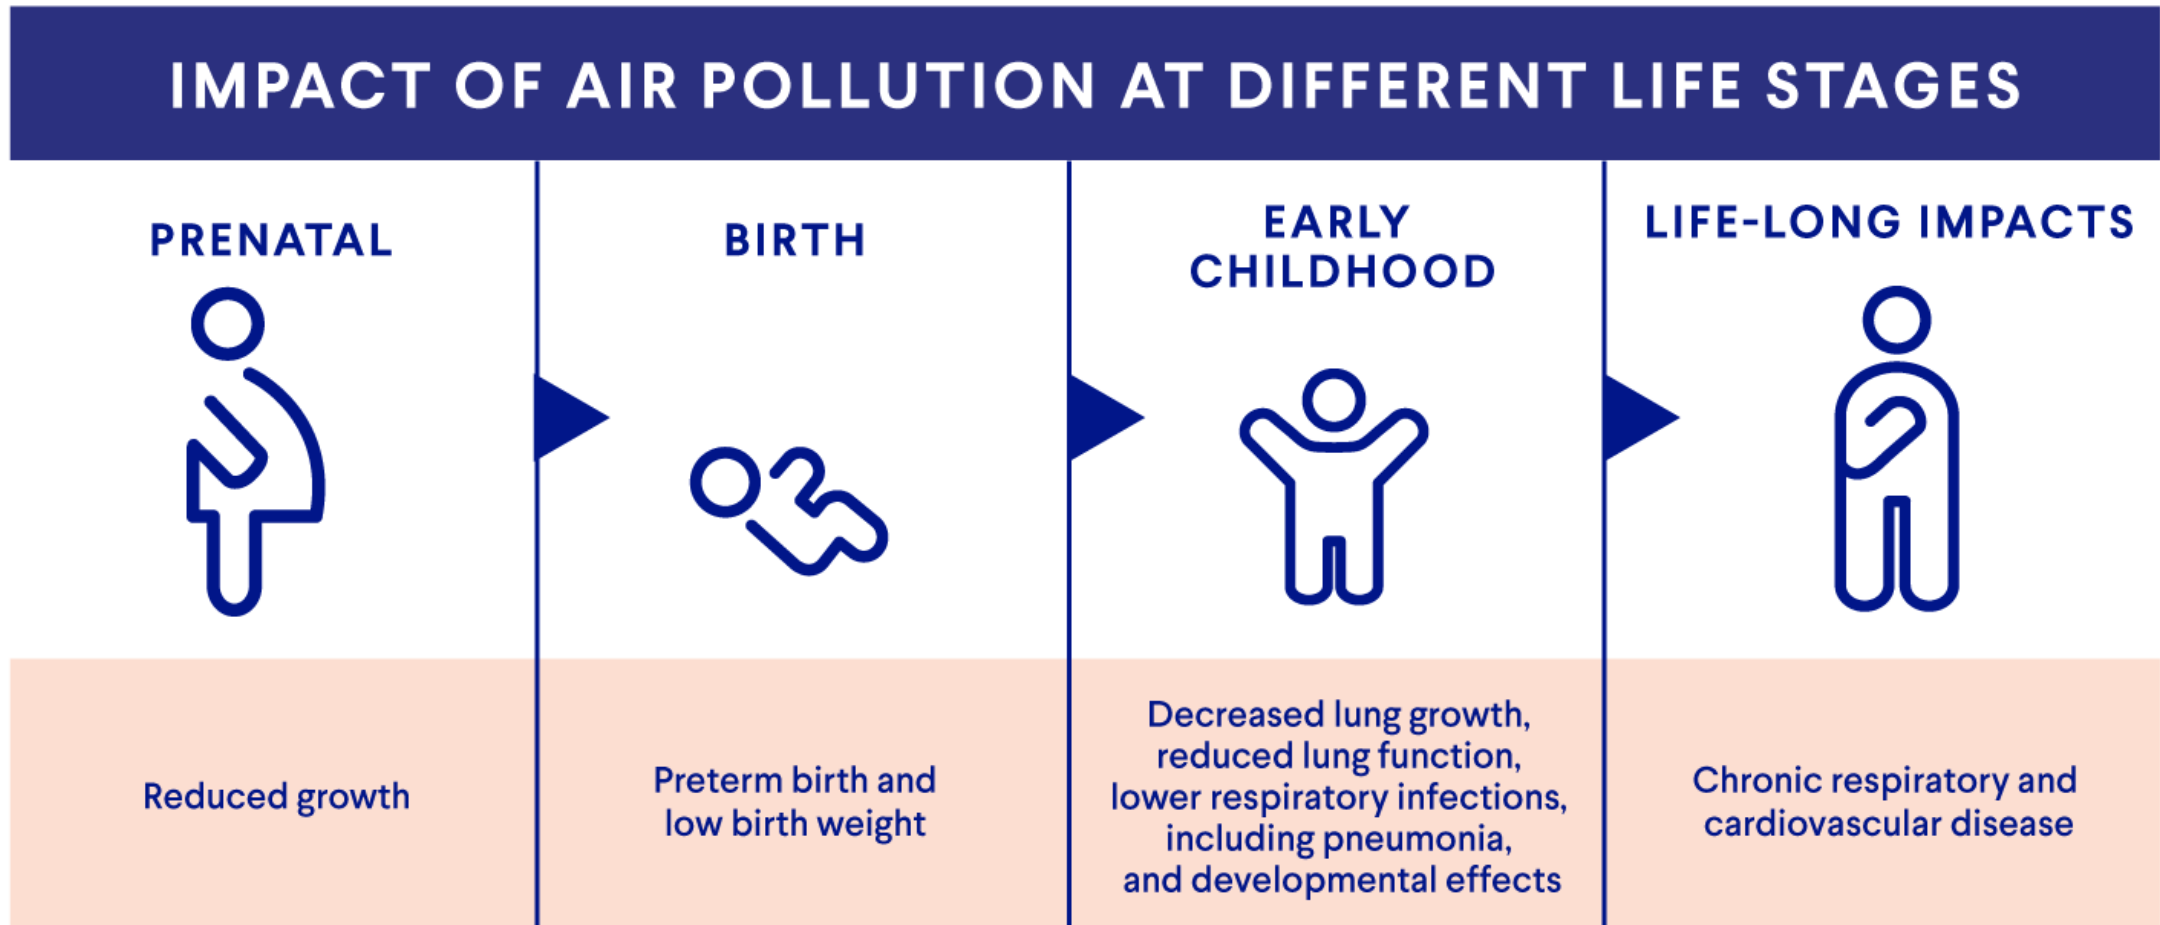 IMPACT OF AIR POLLUTION AT DIFFERENT LIFE STAGES
PRENATAL
Reduced growth
BIRTH
Preterm birth and
low birth weight
EARLY
CHILDHOOD
Decreased lung growth,
reduced lung function,
lower respiratory infections,
including pneumonia,
and developmental effects
LIFE-LONG IMPACTS
Chronic respiratory and
cardiovascular disease